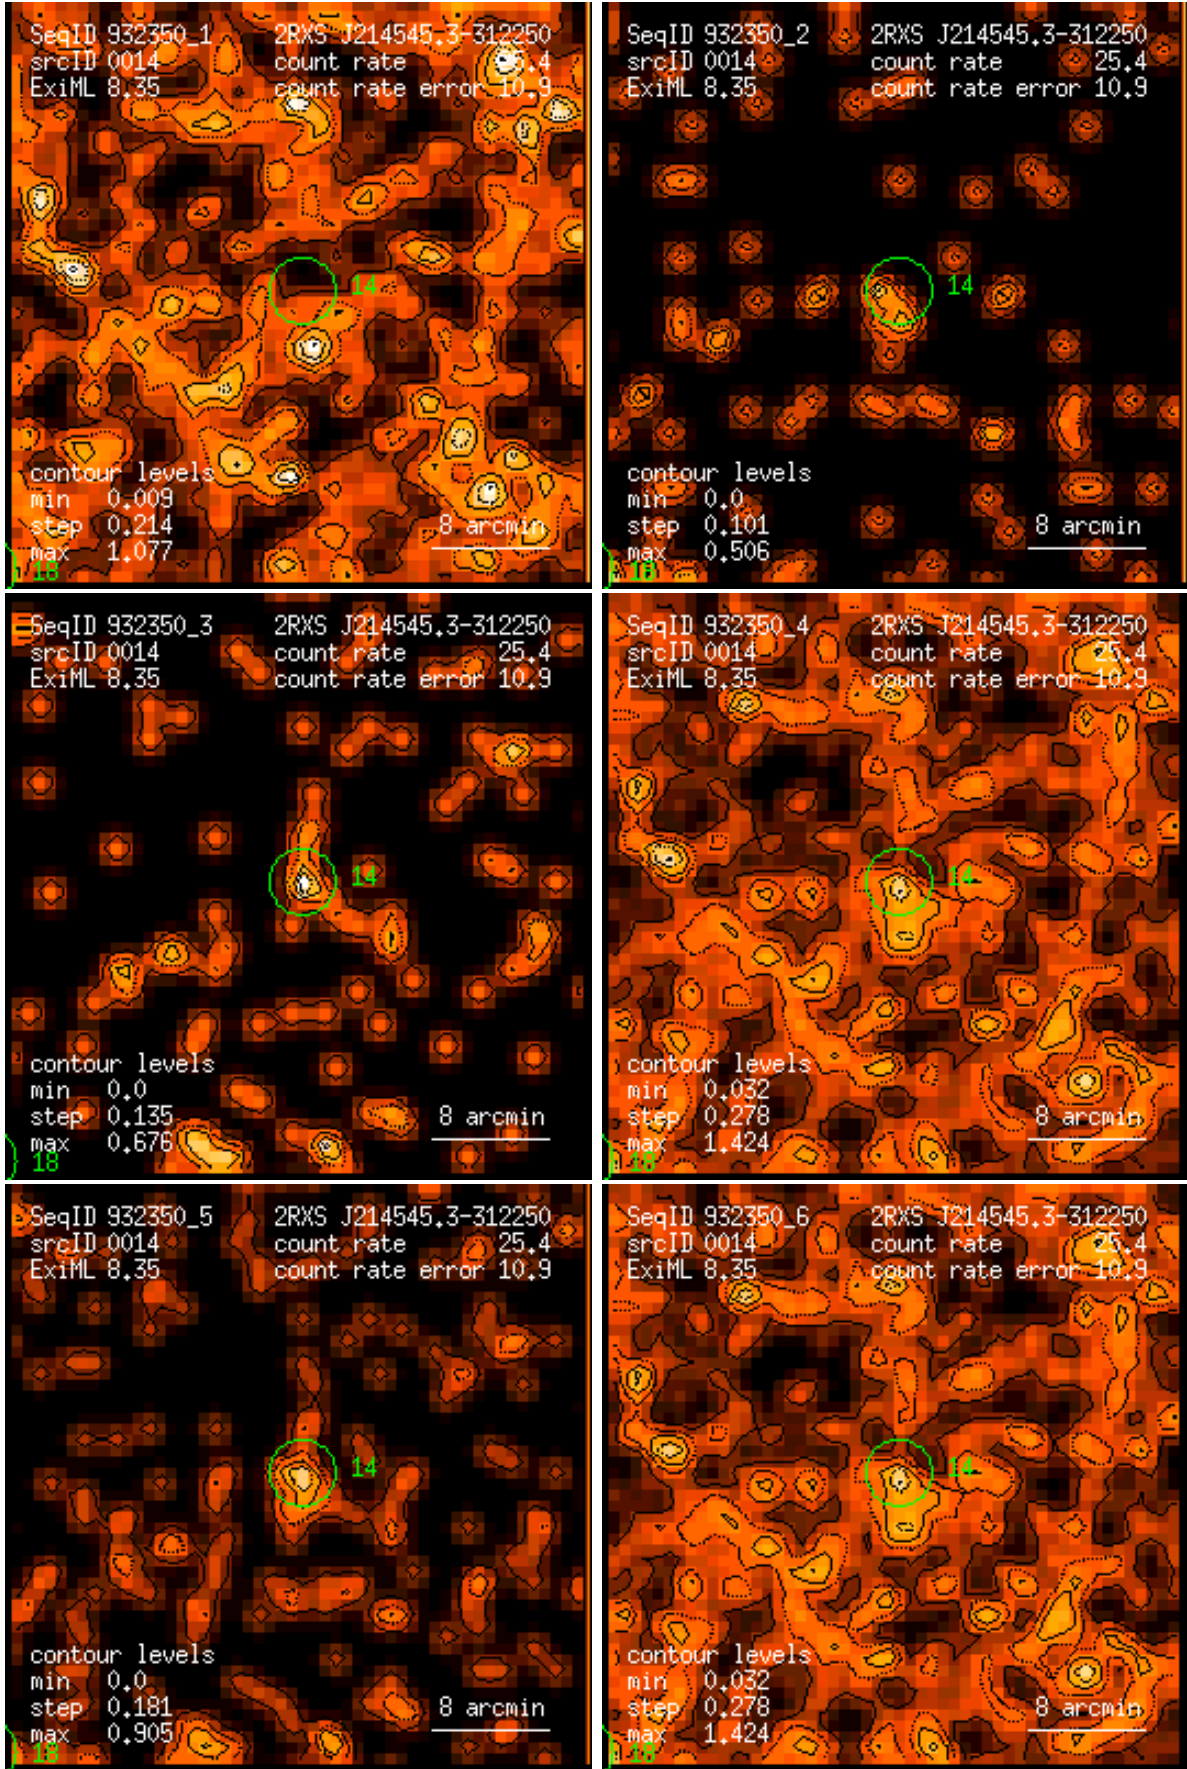 SeqID 932350_1 2RXS J214545.3-312250
srcID 0014 count rate 5.4
ExiML 8.35 count rate error 10.9
14
contour levels
min 0.009
step 0.214
max 1.077
8 arcmin
18
SeqID 932350_2 2RXS J214545.3-312250
srcID 0014 count rate 25.4
ExiML 8.35 count rate error 10.9
14
contour levels
min 0.0
step 0.101
max 0.506
8 arcmin
18
SeqID 932350_3 2RXS J214545.3-312250
srcID 0014 count rate 25.4
ExiML 8.35 count rate error 10.9
14
contour levels
min 0.0
step 0.135
max 0.676
8 arcmin
18
SeqID 932350_4 2RXS J214545.3-312250
srcID 0014 count rate 25.4
ExiML 8.35 count rate error 10.9
14
contour levels
min 0.032
step 0.278
max 1.424
8 arcmin
18
SeqID 932350_5 2RXS J214545.3-312250
srcID 0014 count rate 25.4
ExiML 8.35 count rate error 10.9
14
contour levels
min 0.0
step 0.181
max 0.905
8 arcmin
18
SeqID 932350_6 2RXS J214545.3-312250
srcID 0014 count rate 25.4
ExiML 8.35 count rate error 10.9
14
contour levels
min 0.032
step 0.278
max 1.424
8 arcmin
18